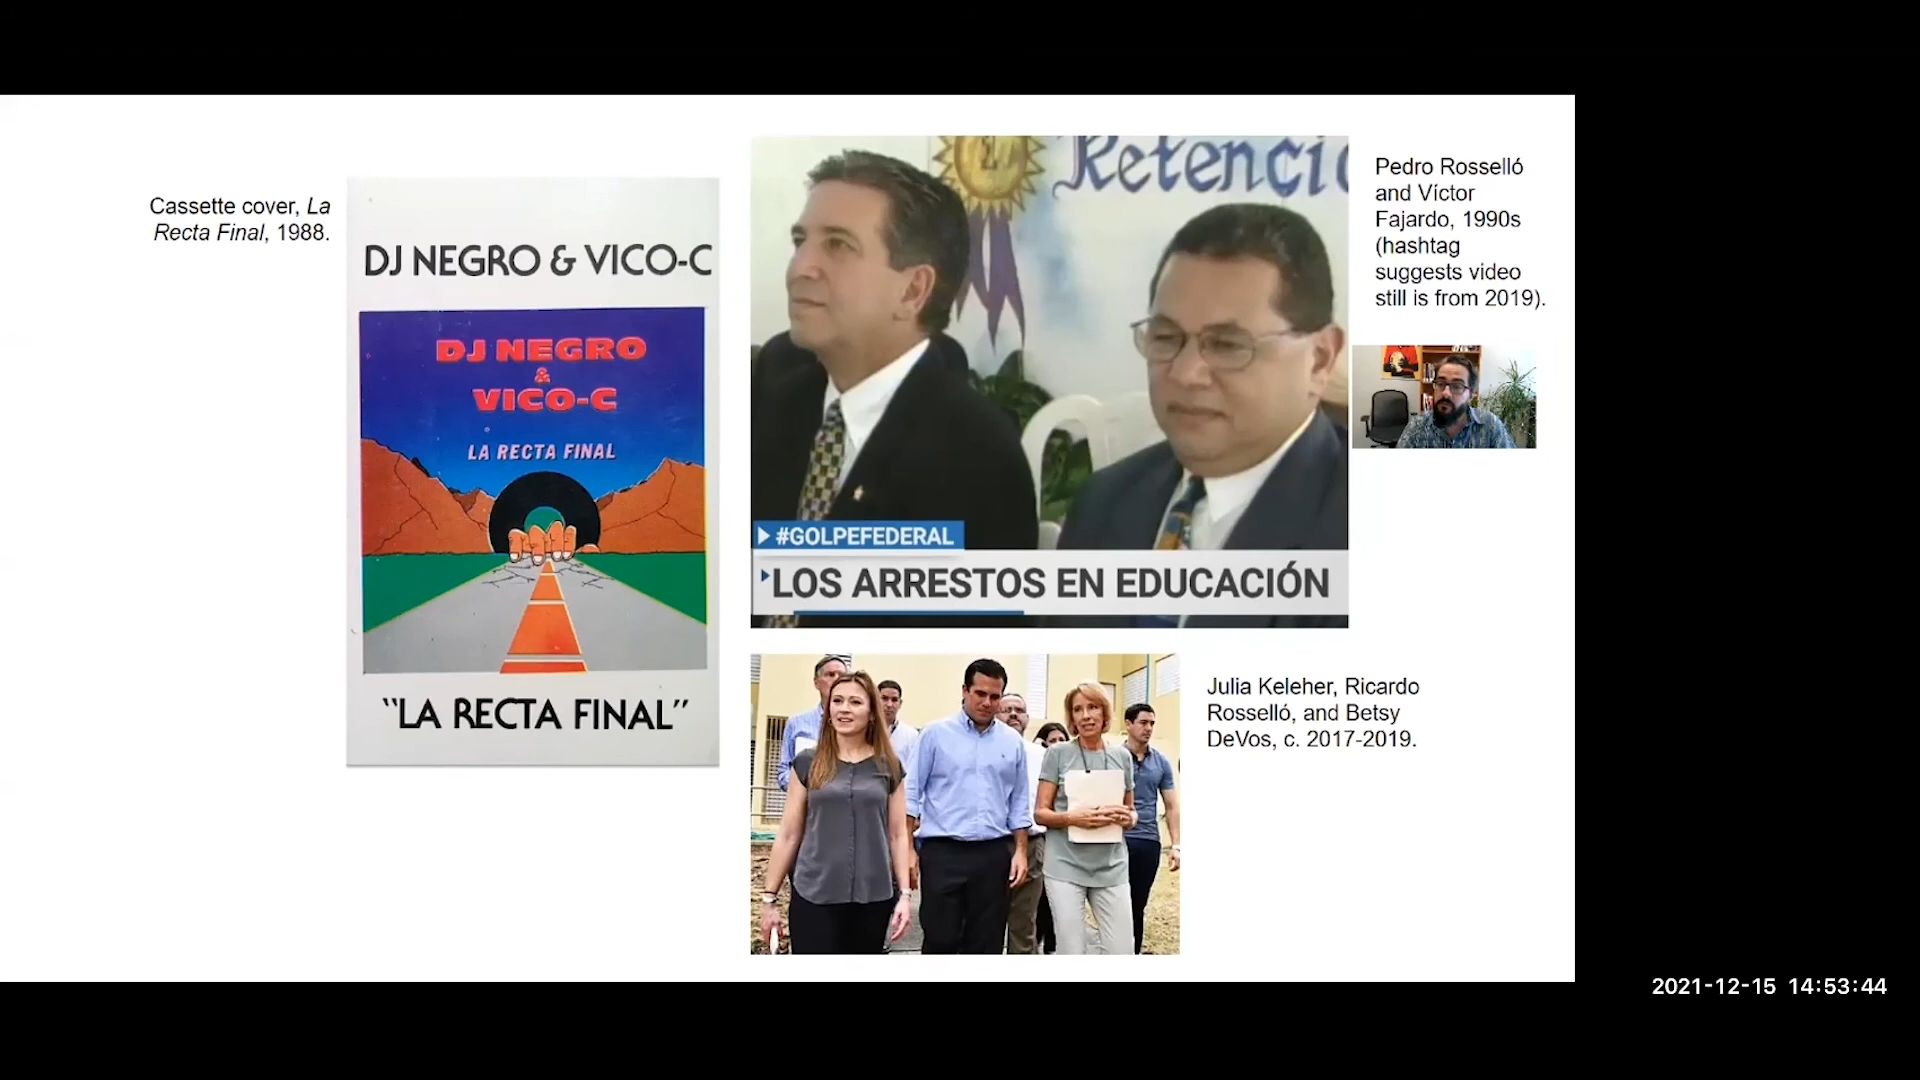 Cassette cover, La
Recta Final, 1988.
DJ NEGRO & VICO-C
DJ NEGRO
&
VICO-C
LA RECTA FINAL
“LA RECTA FINAL”
Retenció
#GOLPEFEDERAL
LOS ARRESTOS EN EDUCACIÓN
Pedro Rosselló
and Víctor
Fajardo, 1990s
(hashtag
suggests video
still is from 2019).
Julia Keleher, Ricardo
Rosselló, and Betsy
DeVos, c. 2017-2019.
2021-12-15 14:53:44